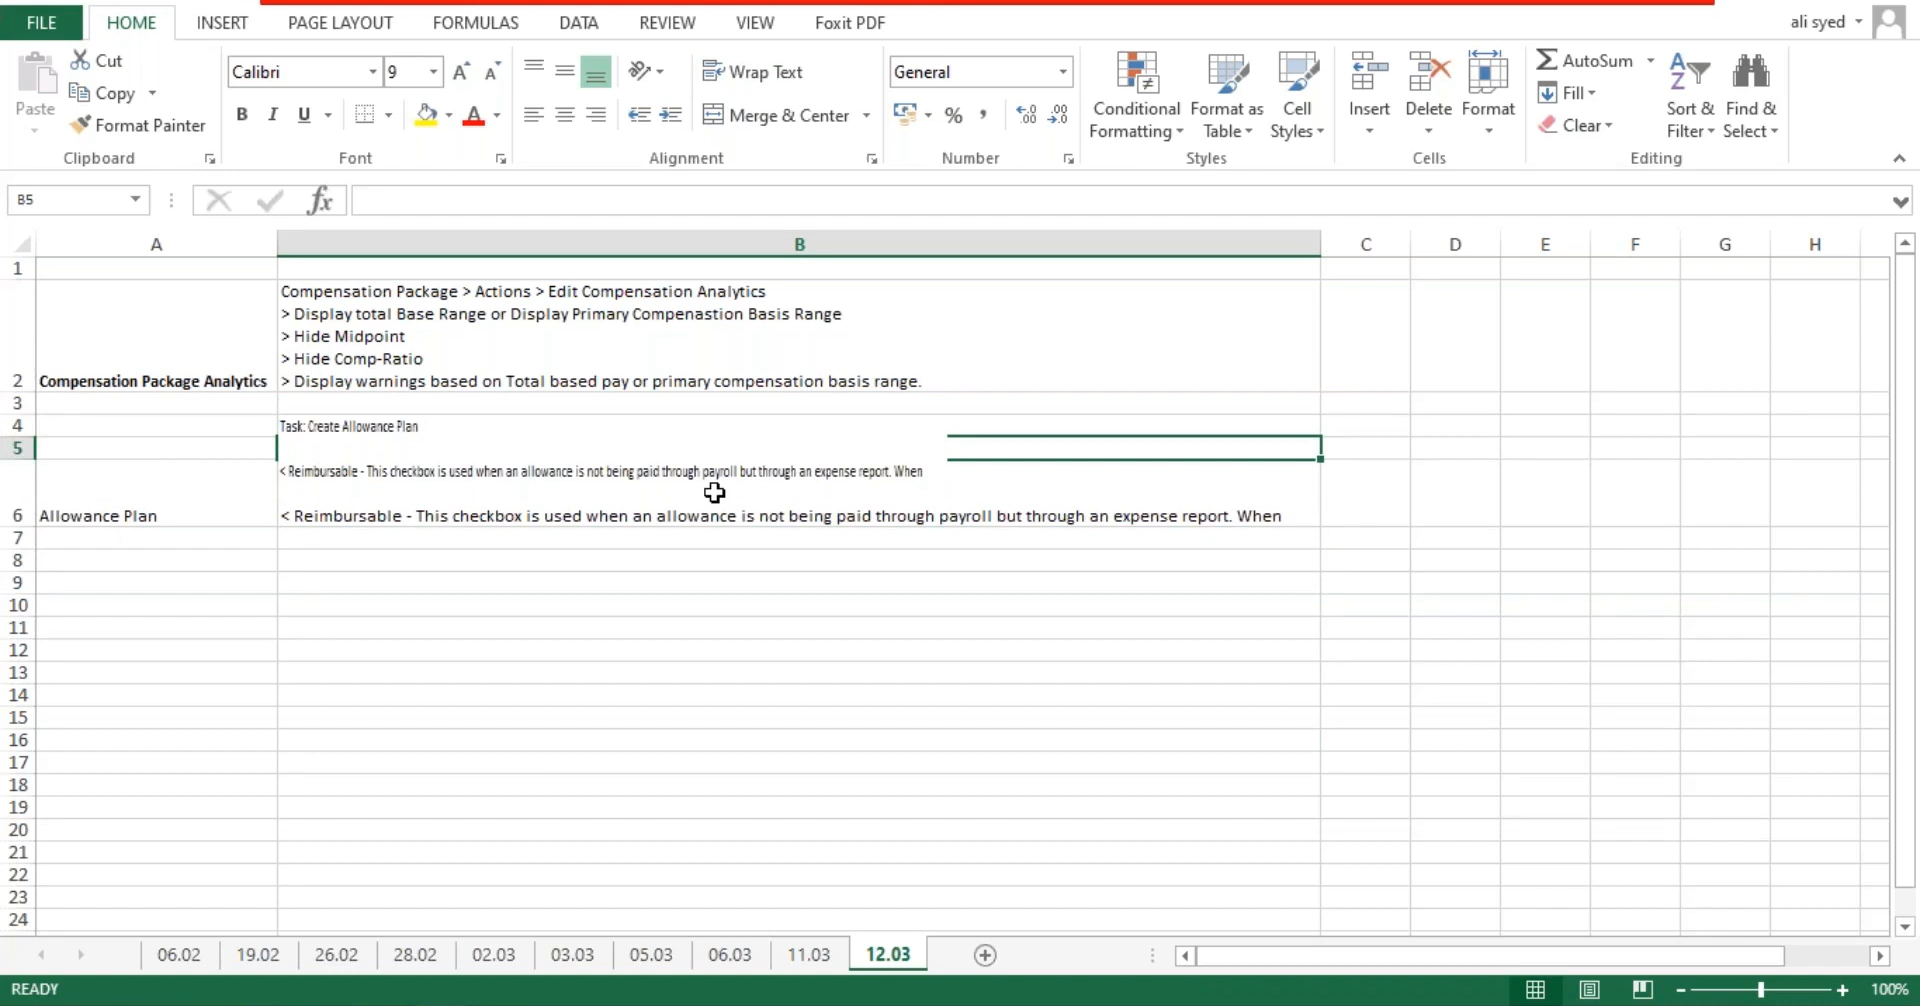 FILE HOME INSERT PAGE LAYOUT FORMULAS DATA REVIEW VIEW Foxit PDF ali syed
Paste Cut Copy Format Painter
Calibri 9
B I U
Wrap Text
Merge & Center
General
%
Conditional Formatting
Format as Table
Cell Styles
Insert Delete Format
AutoSum
Fill
Clear
Sort & Filter
Find & Select
Clipboard Font Alignment Number Styles Cells Editing
B5 fx
A B C D E F G H
1
Compensation Package > Actions > Edit Compensation Analytics
> Display total Base Range or Display Primary Compenastion Basis Range
> Hide Midpoint
> Hide Comp-Ratio
2 Compensation Package Analytics > Display warnings based on Total based pay or primary compensation basis range.
3
4 Task: Create Allowance Plan
5
< Reimbursable - This checkbox is used when an allowance is not being paid through payroll but through an expense report. When
6 Allowance Plan < Reimbursable - This checkbox is used when an allowance is not being paid through payroll but through an expense report. When
7
8
9
10
11
12
13
14
15
16
17
18
19
20
21
22
23
24
06.02 19.02 26.02 28.02 02.03 03.03 05.03 06.03 11.03 12.03
READY 100%